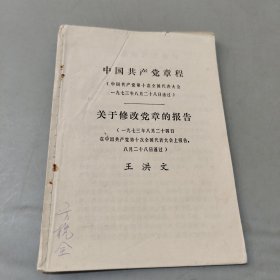 中国共产党章程
(中国共产党第十次全国代表大会
一九七三年八月二十八日通过)
关于修改党章的报告
(一九七三年八月二十四日
在中国共产党第十次全国代表大会上报告,
八月二十八日通过)
王洪文